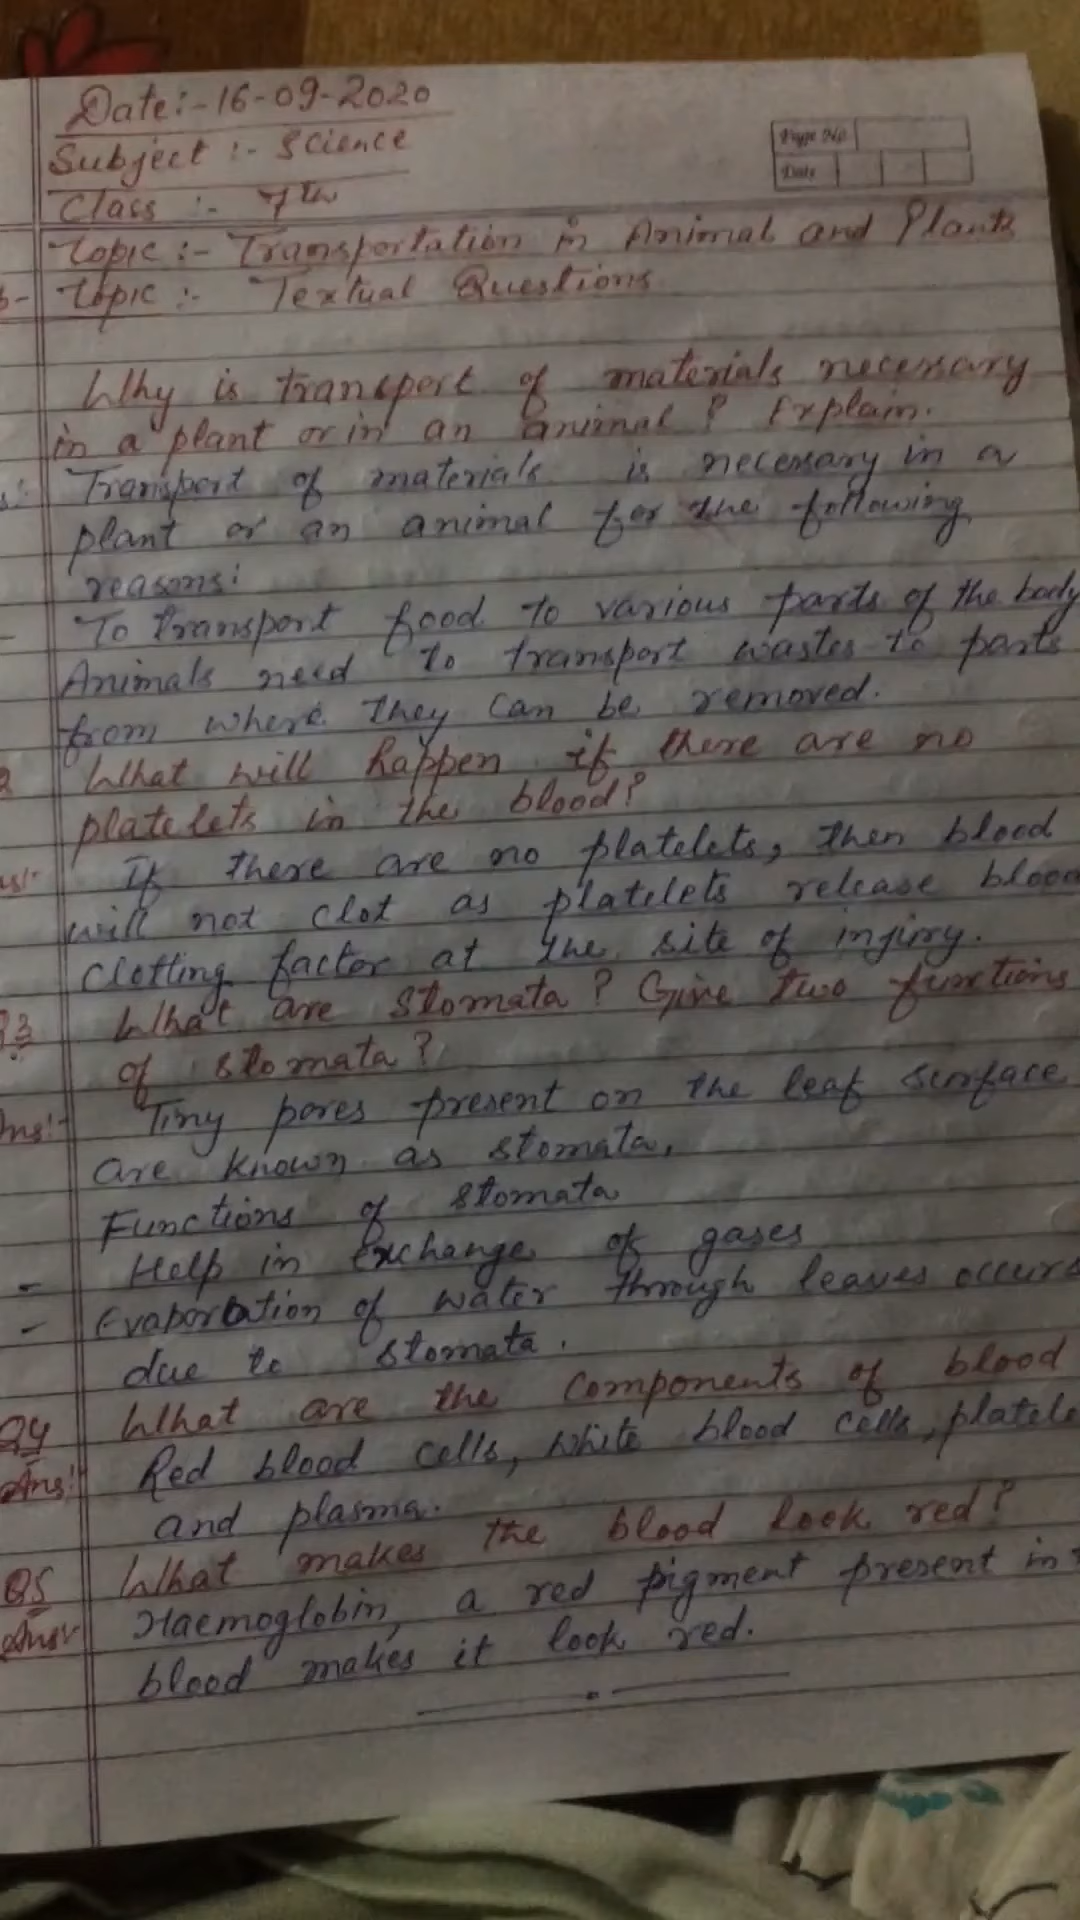 Date:-16-09-2020
Subject :- Science
Page No.
Date
Class :- 7th
Topic :- Transportation in Animal and Plants
b- Topic :- Textual Questions
Why is transport of materials necessary
in a plant or in an animal? Explain.
s:- Transport of materials is necessary in a
plant or an animal for the following
reasons:
- To transport food to various parts of the body
Animals need to transport wastes to parts
from where they can be removed.
2 What will happen if there are no
platelets in the blood?
ns:- If there are no platelets, then blood
will not clot as platelets release blood
clotting factor at the site of injury.
Q3 What are stomata? Give two functions
of stomata?
Ans:- Tiny pores present on the leaf surface
are known as stomata,
Functions of stomata
- Help in exchange of gases
- Evaporation of water through leaves occurs
due to stomata.
Q4 What are the components of blood
Ans:- Red blood cells, white blood cells, platele
and plasma.
Q5 What makes the blood look red?
Ans:- Haemoglobin, a red pigment present in t
blood makes it look red.